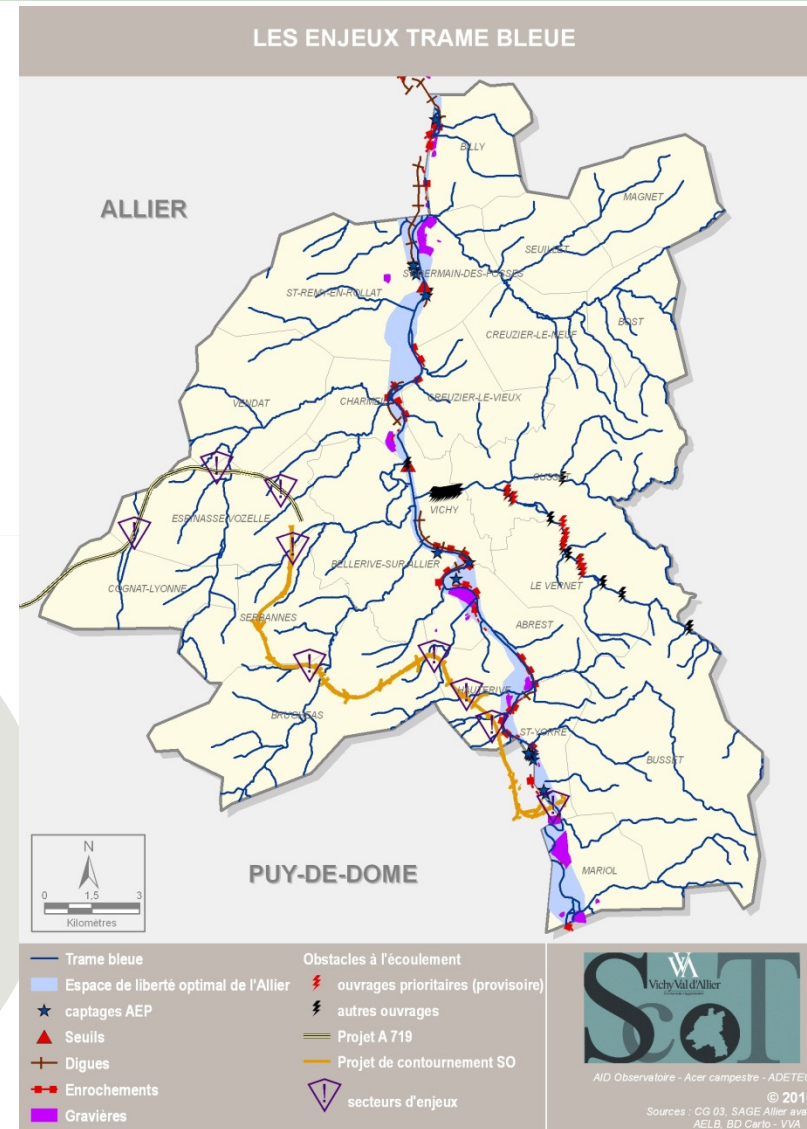 LES ENJEUX TRAME BLEUE
ALLIER
BILLY
MAGNET
SEUILLET
ST-GERMAIN-DES-FOSSES
ST-REMY-EN-ROLLAT
BOST
CREUZIER-LE-NEUF
VENDAT
CHARMEIL
CREUZIER-LE-VIEUX
CUSSET
VICHY
ESPINASSE-VOZELLE
BELLERIVE-SUR-ALLIER
LE VERNET
COGNAT-LYONNE
SERBANNES
ABREST
HAUTERIVE
BRUGHEAS
ST-YORRE
BUSSET
MARIOL
PUY-DE-DOME
N
0 1,5 3
Kilomètres
Trame bleue
Espace de liberté optimal de l'Allier
captages AEP
Seuils
Digues
Enrochements
Gravières
Obstacles à l'écoulement
ouvrages prioritaires (provisoire)
autres ouvrages
Projet A 719
Projet de contournement SO
secteurs d'enjeux
VVA
Vichy Val d'Allier
ScoT
AID Observatoire - Acer campestre - ADETEC
© 201
Sources : CG 03, SAGE Allier ava
AELB, BD Carto - VVA